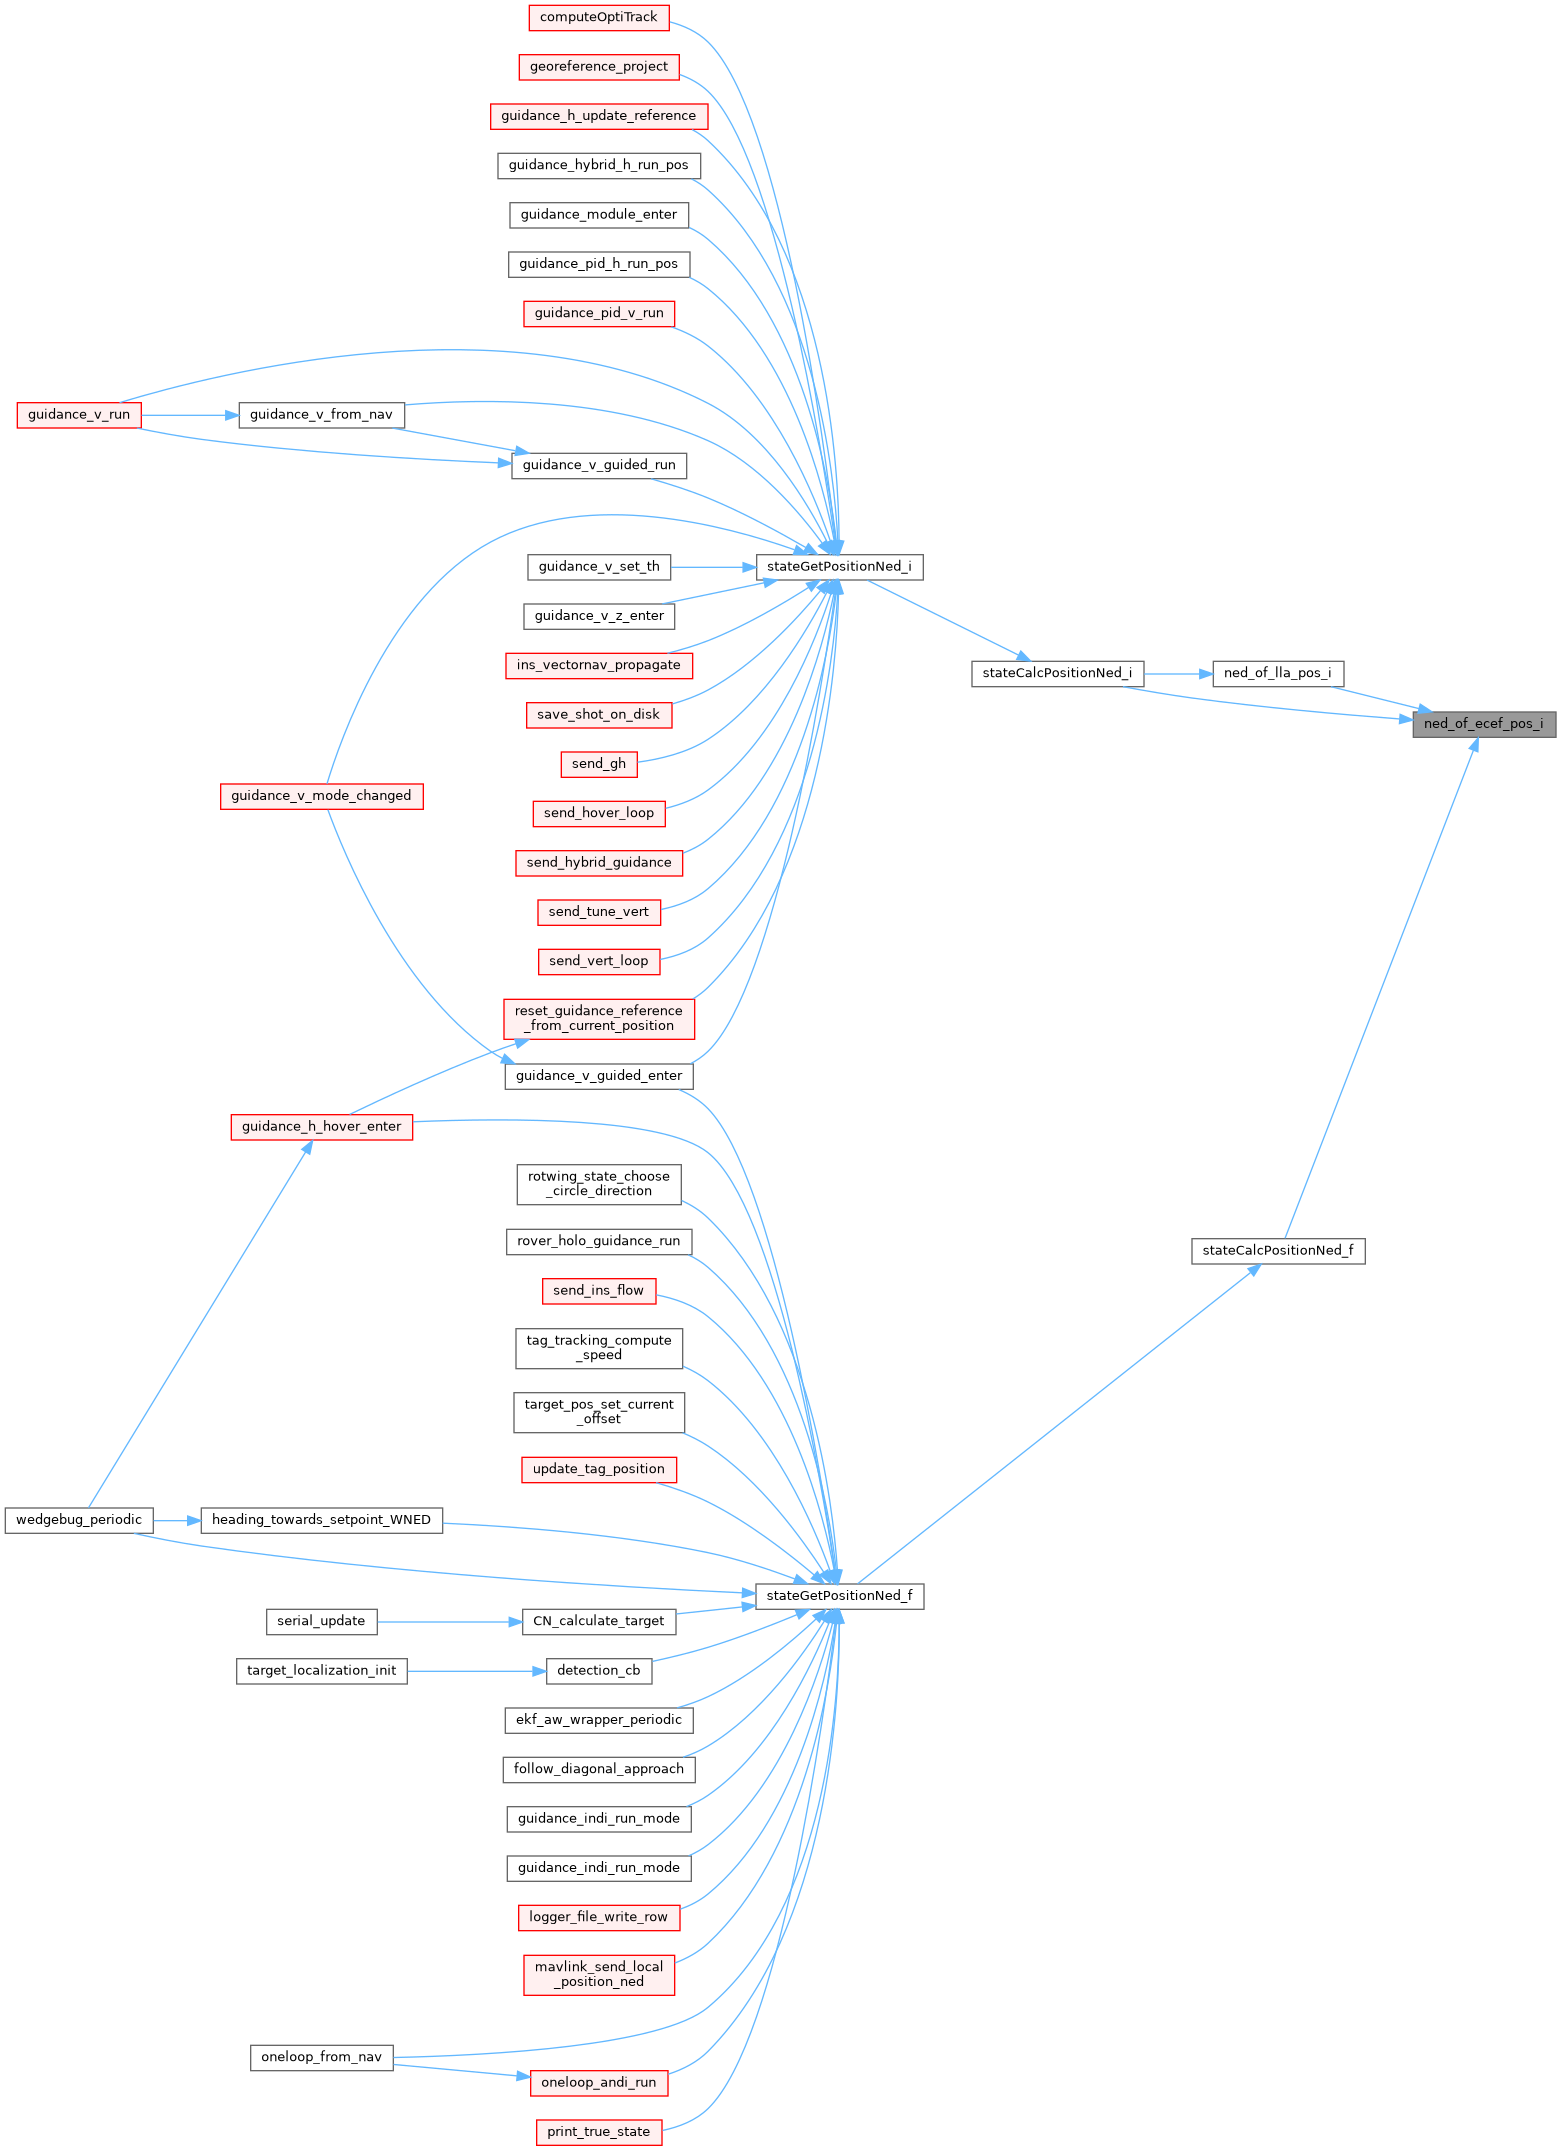 computeOptiTrack
georeference_project
guidance_h_update_reference
guidance_hybrid_h_run_pos
guidance_module_enter
guidance_pid_h_run_pos
guidance_pid_v_run
guidance_v_run
guidance_v_from_nav
guidance_v_guided_run
guidance_v_set_th
stateGetPositionNed_i
guidance_v_z_enter
ins_vectornav_propagate
stateCalcPositionNed_i
ned_of_lla_pos_i
save_shot_on_disk
ned_of_ecef_pos_i
send_gh
guidance_v_mode_changed
send_hover_loop
send_hybrid_guidance
send_tune_vert
send_vert_loop
reset_guidance_reference
_from_current_position
guidance_v_guided_enter
guidance_h_hover_enter
rotwing_state_choose
_circle_direction
rover_holo_guidance_run
stateCalcPositionNed_f
send_ins_flow
tag_tracking_compute
_speed
target_pos_set_current
_offset
update_tag_position
wedgebug_periodic
heading_towards_setpoint_WNED
stateGetPositionNed_f
serial_update
CN_calculate_target
target_localization_init
detection_cb
ekf_aw_wrapper_periodic
follow_diagonal_approach
guidance_indi_run_mode
guidance_indi_run_mode
logger_file_write_row
mavlink_send_local
_position_ned
oneloop_from_nav
oneloop_andi_run
print_true_state